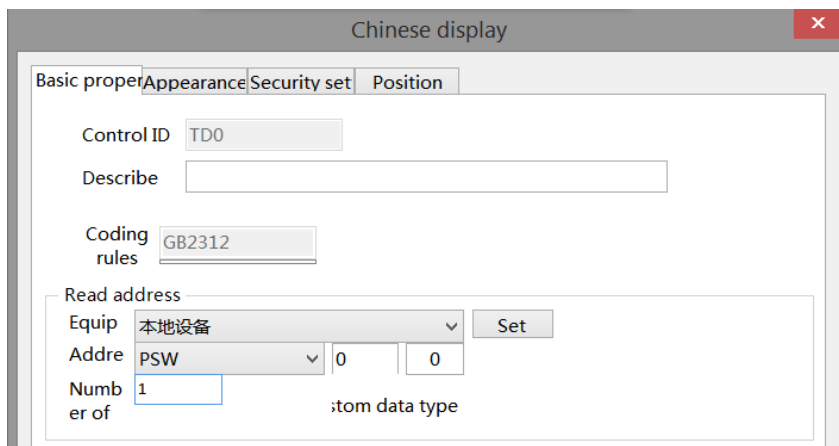 Chinese display
Basic proper Appearance Security set Position
Control ID TD0
Describe
Coding rules GB2312
Read address
Equip 本地设备 Set
Addre PSW 0 0
Numb er of 1
stom data type